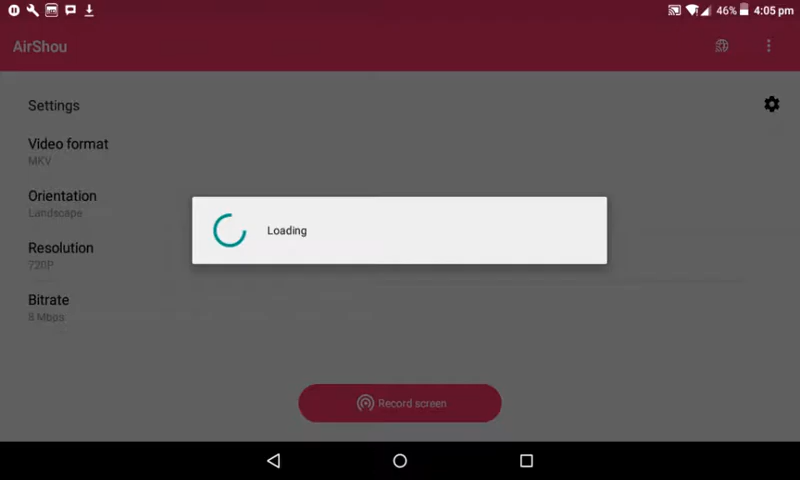 46% 4:05 pm
AirShou
Settings
Video format
MKV
Orientation
Landscape
Loading
Resolution
720P
Bitrate
8 Mbps
Record screen